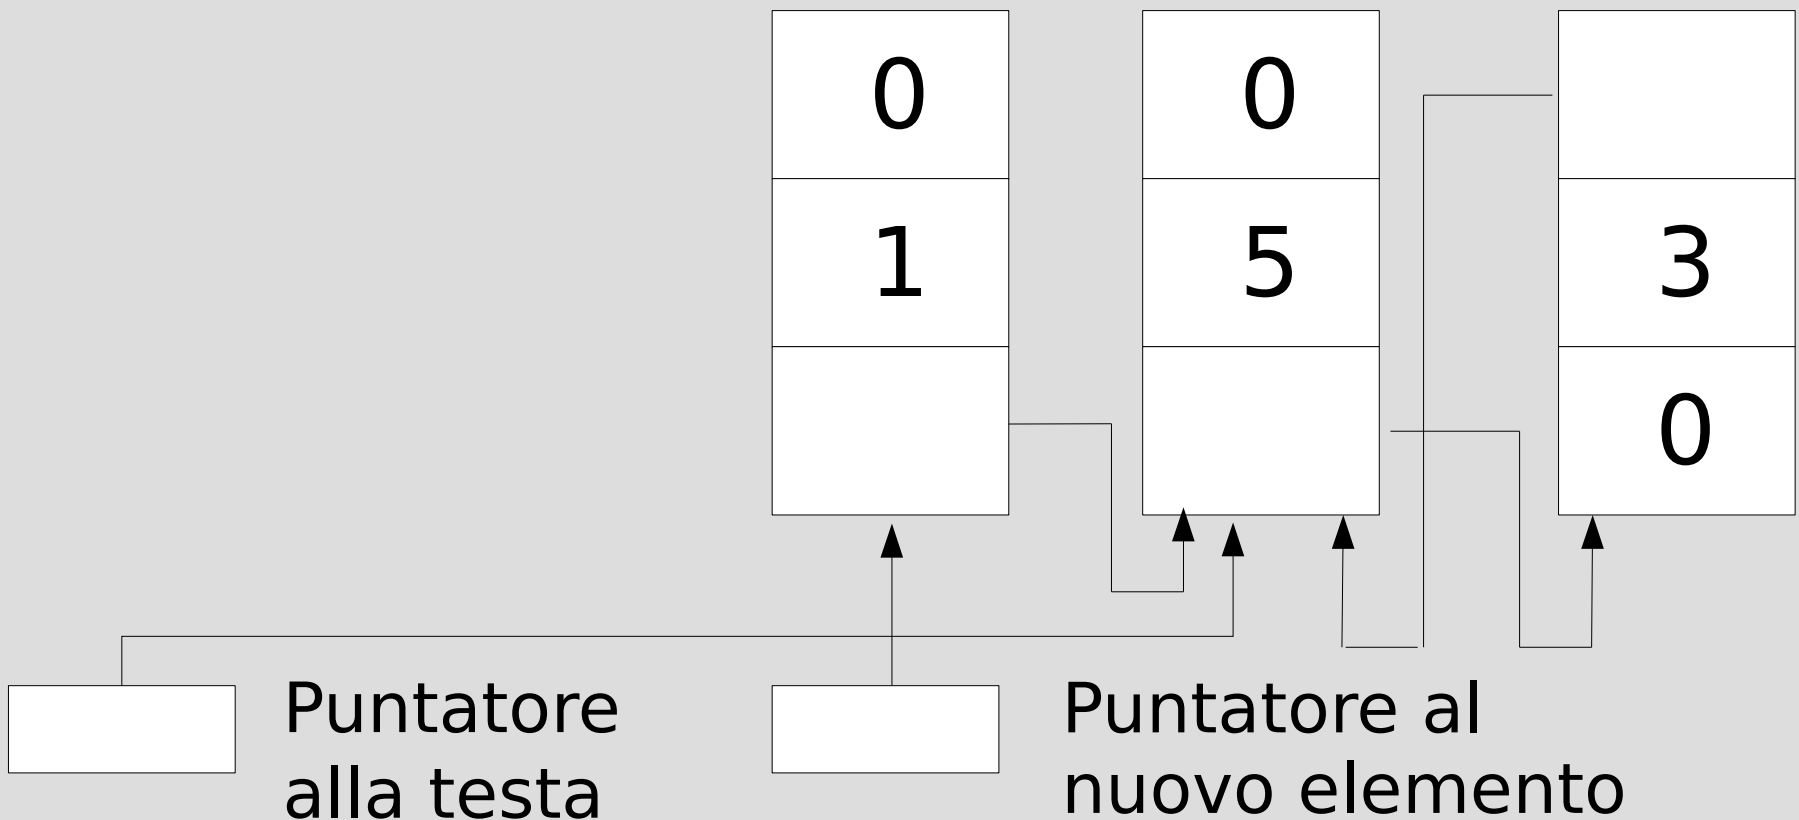 0 0
1 5 3
0
Puntatore
alla testa
Puntatore al
nuovo elemento